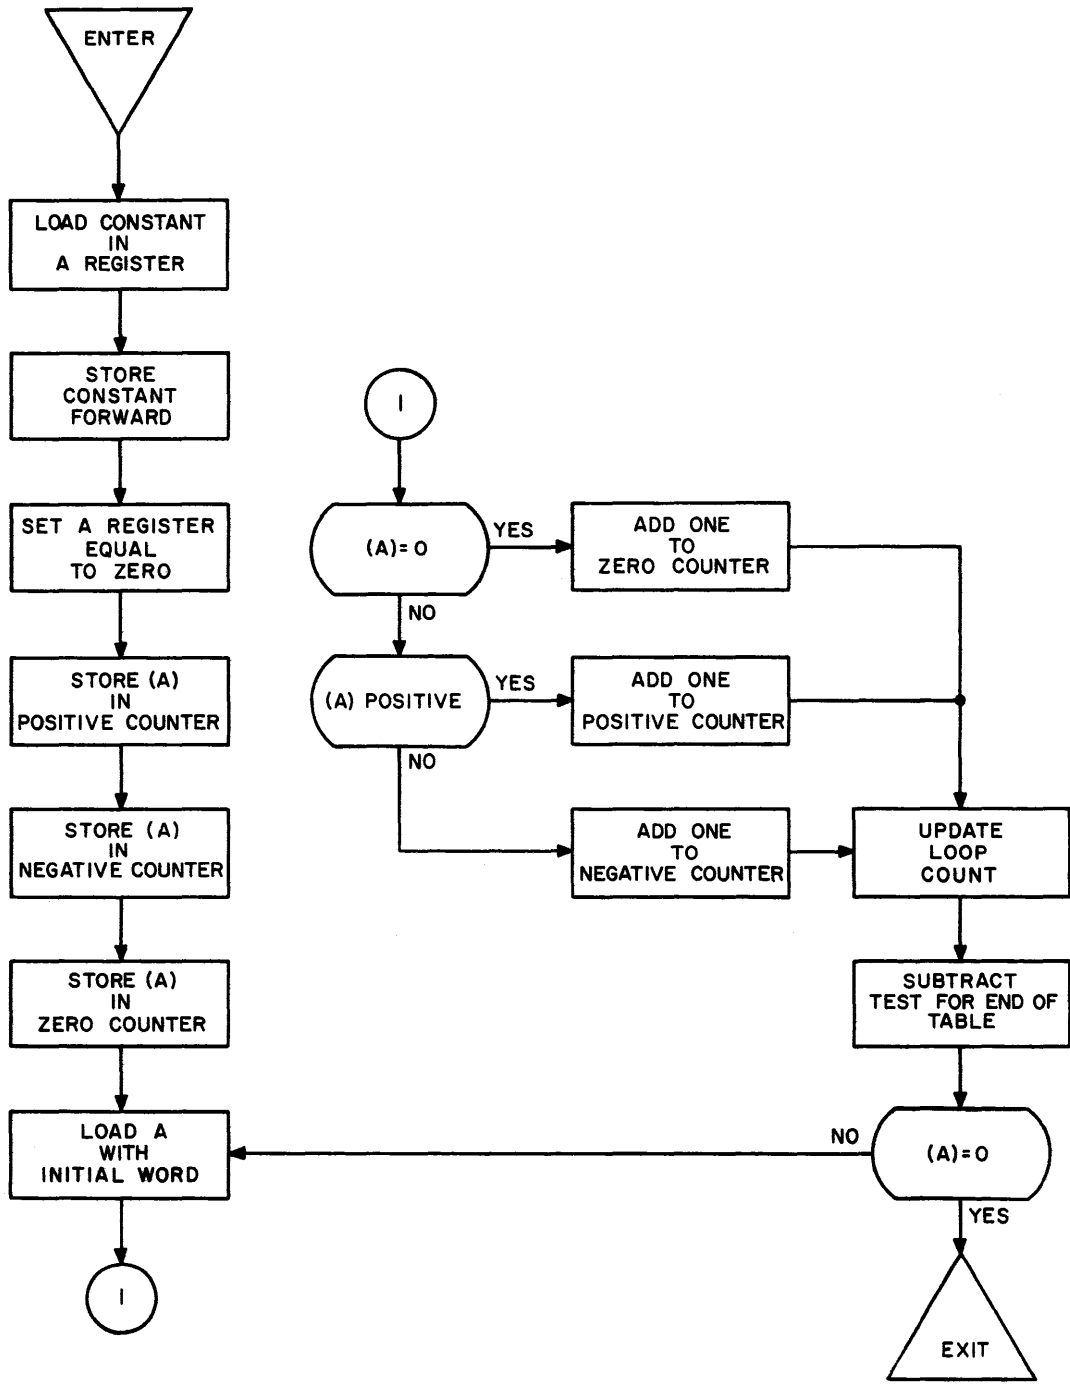 ENTER
LOAD CONSTANT
IN
A REGISTER
STORE
CONSTANT
FORWARD
SET A REGISTER
EQUAL
TO ZERO
STORE (A)
IN
POSITIVE COUNTER
STORE (A)
IN
NEGATIVE COUNTER
STORE (A)
IN
ZERO COUNTER
LOAD A
WITH
INITIAL WORD
1
1
(A)=0
YES
NO
ADD ONE
TO
ZERO COUNTER
(A) POSITIVE
YES
NO
ADD ONE
TO
POSITIVE COUNTER
ADD ONE
TO
NEGATIVE COUNTER
UPDATE
LOOP
COUNT
SUBTRACT
TEST FOR END OF
TABLE
(A)=0
NO
YES
EXIT